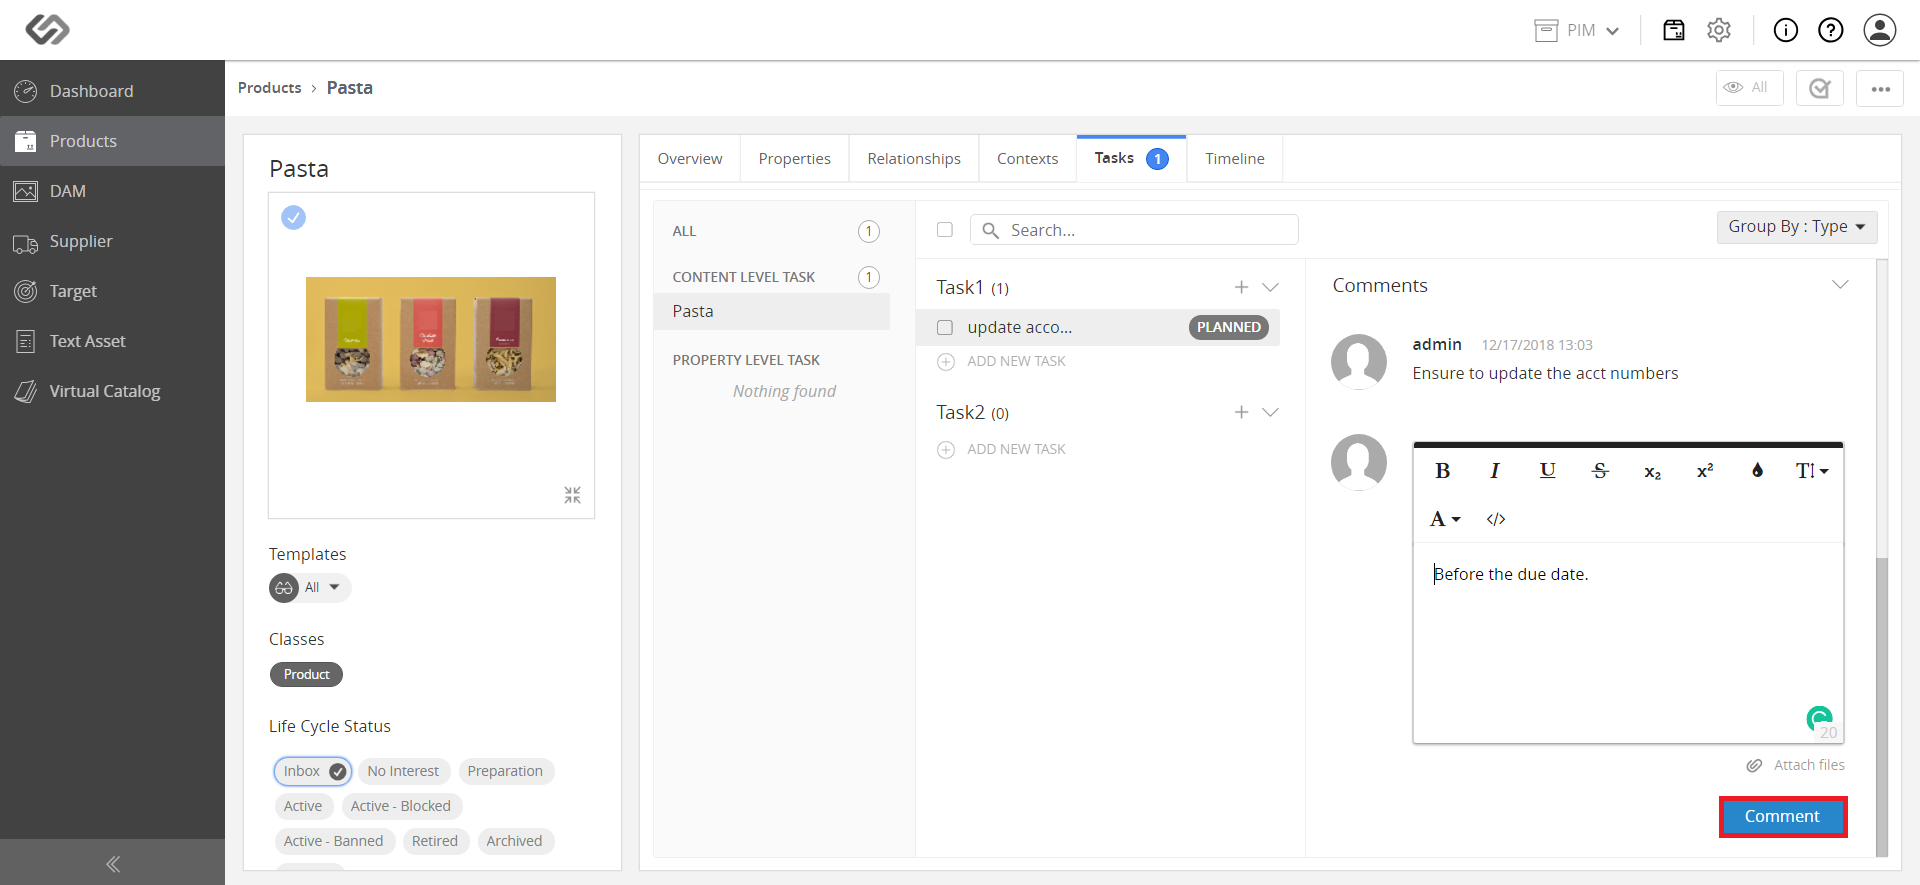 PIM
Dashboard
Products
DAM
Supplier
Target
Text Asset
Virtual Catalog
Products › Pasta
All
Pasta
Templates
All
Classes
Product
Life Cycle Status
Inbox No Interest Preparation
Active Active - Blocked
Active - Banned Retired Archived
Overview Properties Relationships Contexts Tasks 1 Timeline
ALL 1
CONTENT LEVEL TASK 1
Pasta
PROPERTY LEVEL TASK
Nothing found
Search...
Group By : Type
Task1 (1)
update acco... PLANNED
ADD NEW TASK
Task2 (0)
ADD NEW TASK
Comments
admin 12/17/2018 13:03
Ensure to update the acct numbers
B I U S x₂ x² T
A </>
Before the due date.
20
Attach files
Comment